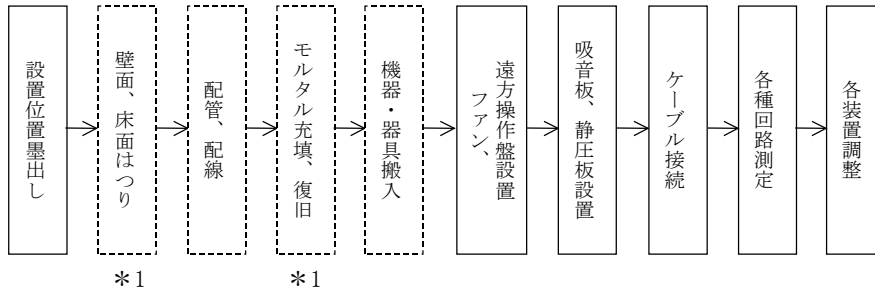 設置位置墨出し
壁面、床面はつり
配管、配線
モルタル充填、復旧
機器・器具搬入
遠方操作盤設置
ファン、
吸音板、静圧板設置
ケーブル接続
各種回路測定
各装置調整
＊1
＊1